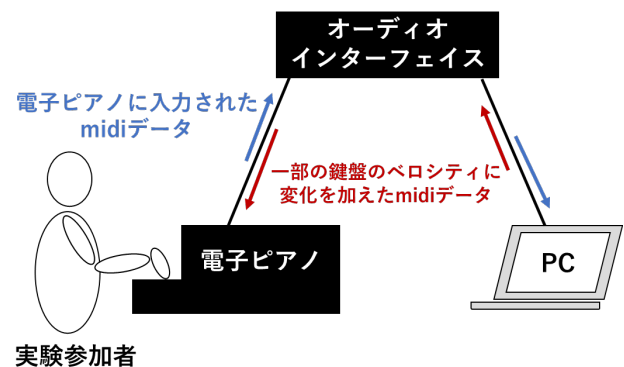 オーディオ
インターフェイス
電子ピアノに入力された
midiデータ
一部の鍵盤のベロシティに
変化を加えたmidiデータ
電子ピアノ
PC
実験参加者